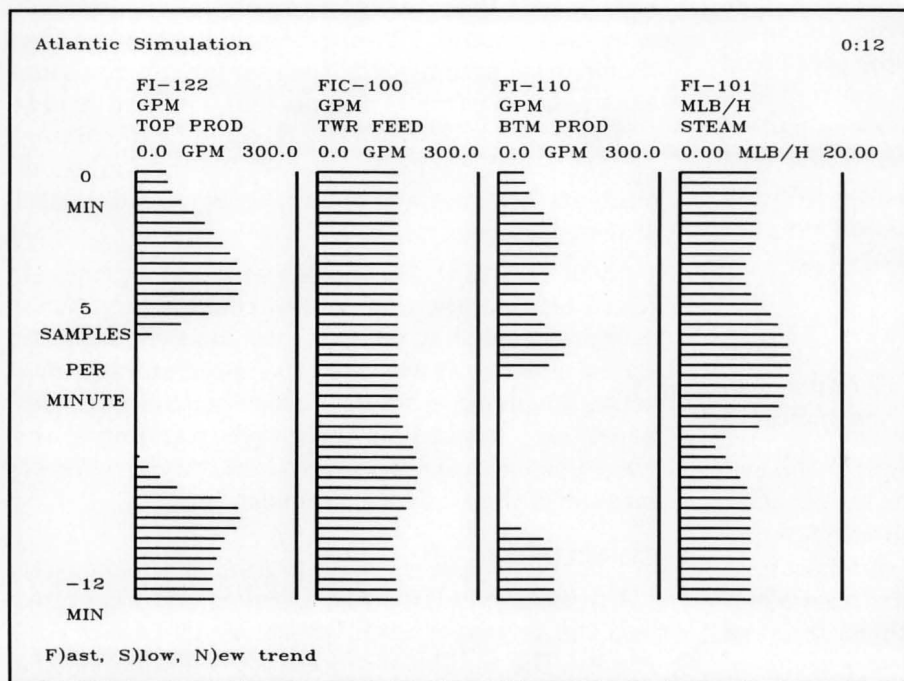 Atlantic Simulation 0:12
FI-122 FIC-100 FI-110 FI-101
GPM GPM GPM MLB/H
TOP PROD TWR FEED BTM PROD STEAM
0.0 GPM 300.0 0.0 GPM 300.0 0.0 GPM 300.0 0.00 MLB/H 20.00
0
MIN
5
SAMPLES
PER
MINUTE
-12
MIN
F)ast, S)low, N)ew trend